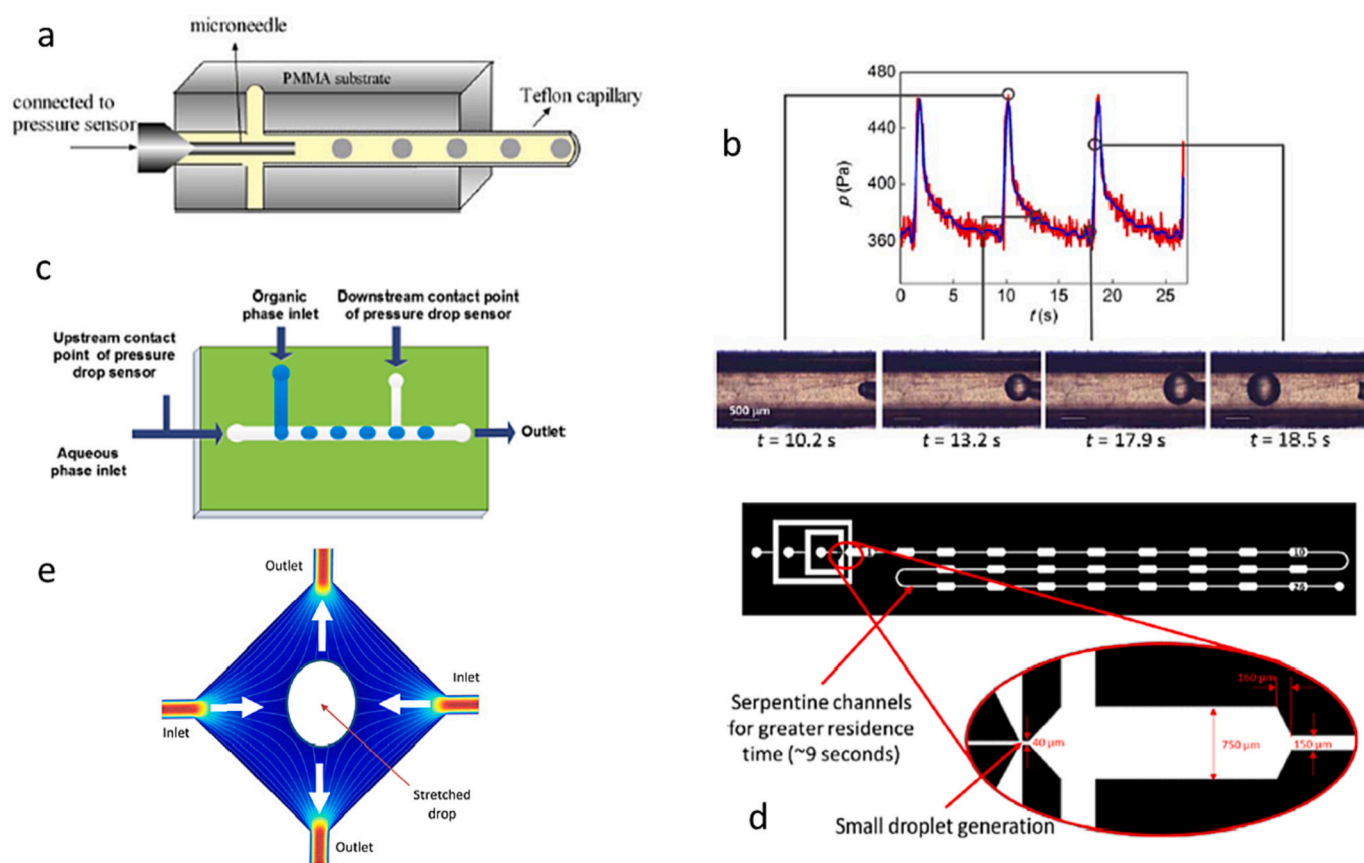 a
microneedle
PMMA substrate
connected to
pressure sensor
Teflon capillary
b
480
440
400
360
p (Pa)
0
5
10
15
20
25
t (s)
500 μm
t = 10.2 s
t = 13.2 s
t = 17.9 s
t = 18.5 s
c
Organic
phase inlet
Downstream contact point
of pressure drop sensor
Upstream contact
point of pressure
drop sensor
Aqueous
phase inlet
Outlet
d
1
10
26
Serpentine channels
for greater residence
time (~9 seconds)
160 μm
40 μm
750 μm
150 μm
Small droplet generation
e
Outlet
Inlet
Inlet
Stretched
drop
Outlet
Outlet